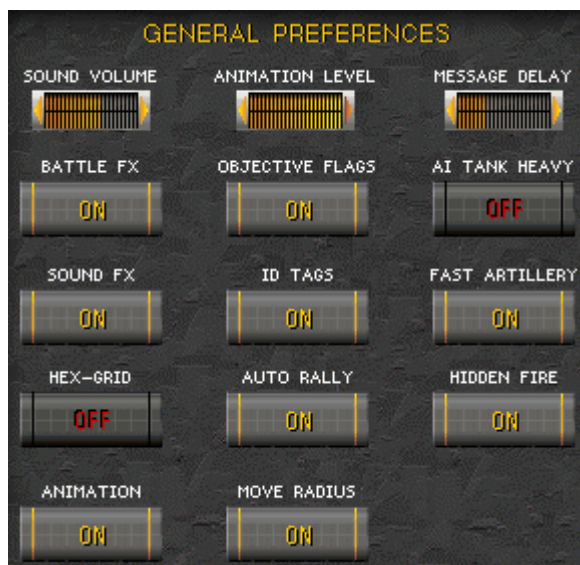 GENERAL PREFERENCES
SOUND VOLUME ANIMATION LEVEL MESSAGE DELAY
BATTLE FX OBJECTIVE FLAGS AI TANK HEAVY
ON ON OFF
SOUND FX ID TAGS FAST ARTILLERY
ON ON ON
HEX-GRID AUTO RALLY HIDDEN FIRE
OFF ON ON
ANIMATION MOVE RADIUS
ON ON